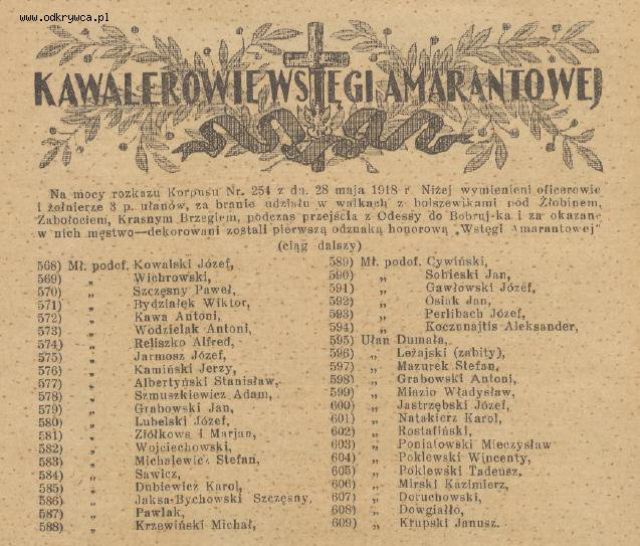 www.odkrywca.pl
KAWALEROWIE WSTĘGI AMARANTOWEJ
Na mocy rozkazu Korpusu Nr. 254 z dn. 28 maja 1918 r. Niżej wymienieni oficerowie
i żołnierze 3 p. ułanów, za branie udziału w walkach z bolszewikami pod Żłobinem,
Zabołociem, Krasnym Brzegiem, podczas przejścia z Odessy do Bobruj-ka i za okazane
w nich męstwo—dekorowani zostali pierwszą odznaką honorową „Wstęgi Amarantowej"
(ciąg dalszy)
568) Mł. podof. Kowalski Józef,
569) „ Wichrowski,
570) „ Szczęsny Paweł,
571) „ Rydziałęk Wiktor,
572) „ Kawa Antoni,
573) „ Wodzielak Antoni,
574) „ Reliszko Alfred,
575) „ Jarmosz Józef,
576) „ Kamiński Jerzy,
577) „ Albertyński Stanisław,
578) „ Szmuszkiewicz Adam,
579) „ Grabowski Jan,
580) „ Lubelski Józef,
581) „ Ziółkows i Marjan,
582) „ Wojciechowski,
583) „ Michalewicz Stefan,
584) „ Sawicz,
585) „ Dubiewicz Karol,
586) „ Jaksa-Bychowski Szczęsny,
587) „ Pawlak,
588) „ Krzewiński Michał,
589) Mł. podof. Cywiński,
590) „ Sobieski Jan,
591) „ Gawłowski Józef,
592) „ Osiak Jan,
593) „ Perlibach Józef,
594) „ Koczunajtis Aleksander,
595) Ułan Dumała,
596) „ Leżajski (zabity),
597) „ Mazurek Stefan,
598) „ Grabowski Antoni,
599) „ Miazio Władysław,
600) „ Jastrzębski Józef,
601) „ Natakierz Karol,
602) „ Rostafiński,
603) „ Poniatowski Mieczysław
604) „ Poklewski Wincenty,
605) „ Poklewski Tadeusz,
606) „ Mirski Kazimierz,
607) „ Doruchowski,
608) „ Dowgiałło,
609) „ Krupski Janusz.